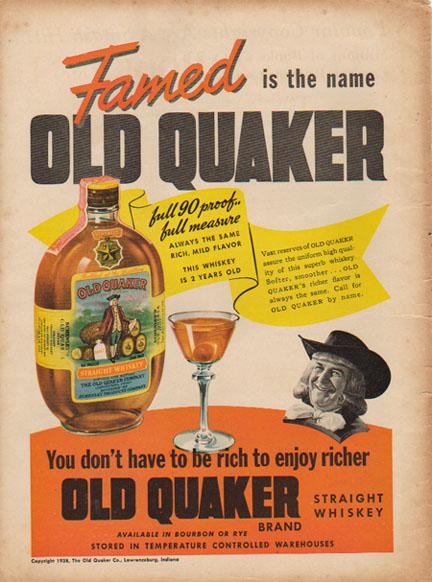 Famed is the name
OLD QUAKER
full 90 proof..
full measure
ALWAYS THE SAME
RICH, MILD FLAVOR
THIS WHISKEY
IS 2 YEARS OLD
Vast reserves of OLD QUAKER
assure the uniform high qual-
ity of this superb whiskey.
Softer, smoother . . . OLD
QUAKER'S richer flavor is
always the same. Call for
OLD QUAKER by name.
OLD QUAKER
STRAIGHT WHISKEY
THE OLD QUAKER COMPANY
You don't have to be rich to enjoy richer
OLD QUAKER
BRAND
STRAIGHT
WHISKEY
AVAILABLE IN BOURBON OR RYE
STORED IN TEMPERATURE CONTROLLED WAREHOUSES
Copyright 1938, The Old Quaker Co., Lawrenceburg, Indiana